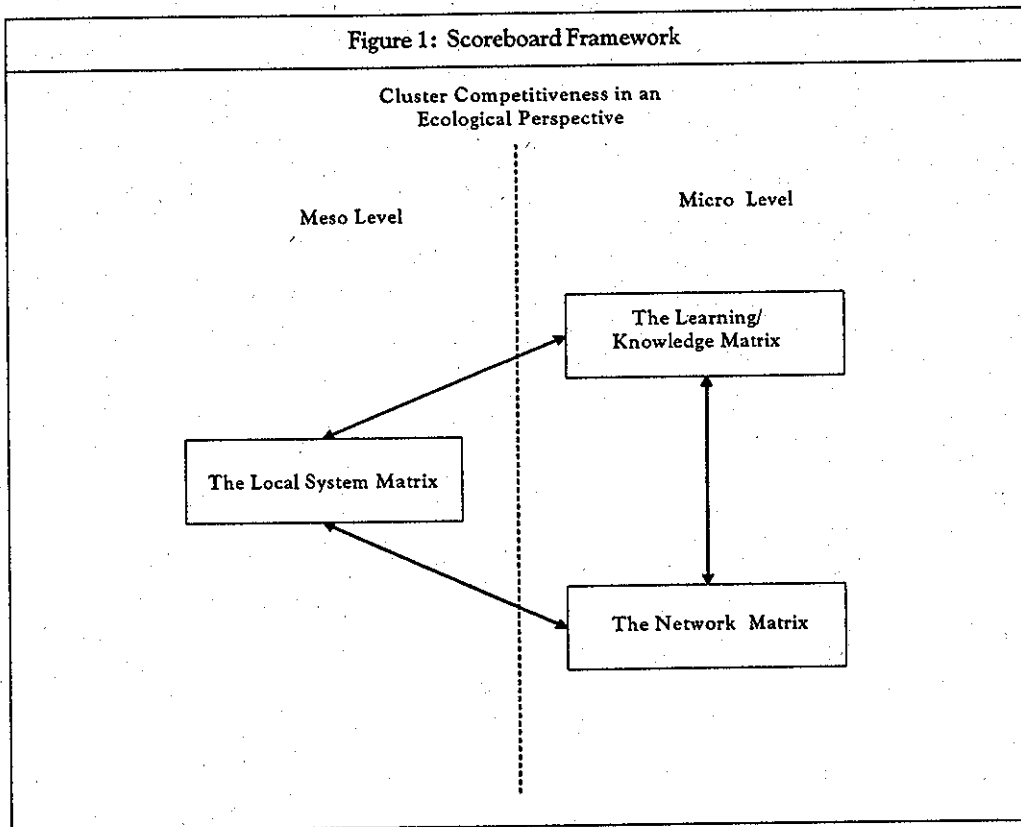 Figure 1: Scoreboard Framework
Cluster Competitiveness in an
Ecological Perspective
Meso Level
Micro Level
The Learning/
Knowledge Matrix
The Local System Matrix
The Network Matrix